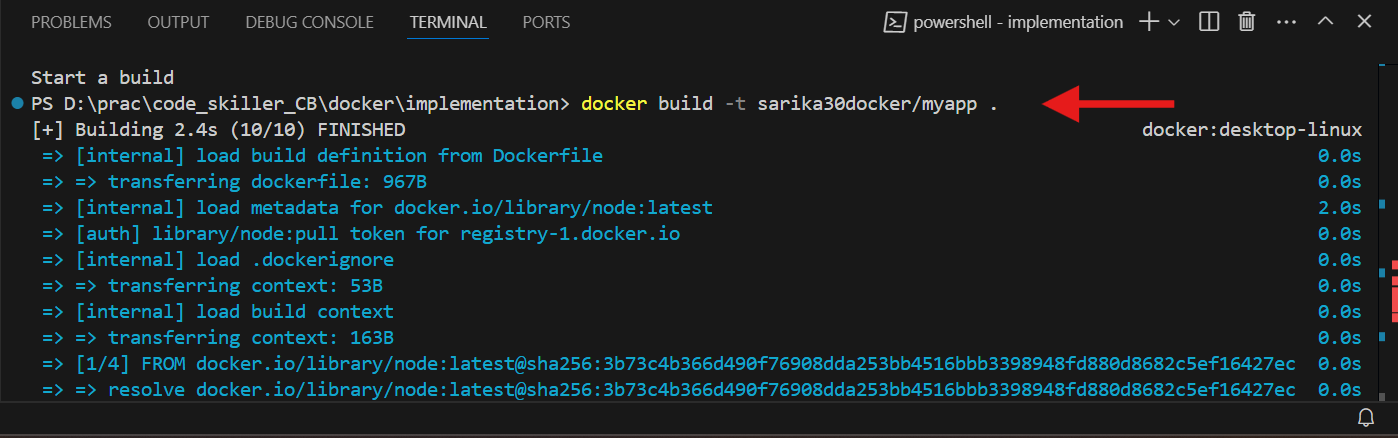 PROBLEMS OUTPUT DEBUG CONSOLE TERMINAL PORTS powershell - implementation
Start a build
PS D:\prac\code_skiller_CB\docker\implementation> docker build -t sarika30docker/myapp .
[+] Building 2.4s (10/10) FINISHED docker:desktop-linux
=> [internal] load build definition from Dockerfile 0.0s
=> => transferring dockerfile: 967B 0.0s
=> [internal] load metadata for docker.io/library/node:latest 2.0s
=> [auth] library/node:pull token for registry-1.docker.io 0.0s
=> [internal] load .dockerignore 0.0s
=> => transferring context: 53B 0.0s
=> [internal] load build context 0.0s
=> => transferring context: 163B 0.0s
=> [1/4] FROM docker.io/library/node:latest@sha256:3b73c4b366d490f76908dda253bb4516bbb3398948fd880d8682c5ef16427ec 0.0s
=> => resolve docker.io/library/node:latest@sha256:3b73c4b366d490f76908dda253bb4516bbb3398948fd880d8682c5ef16427ec 0.0s